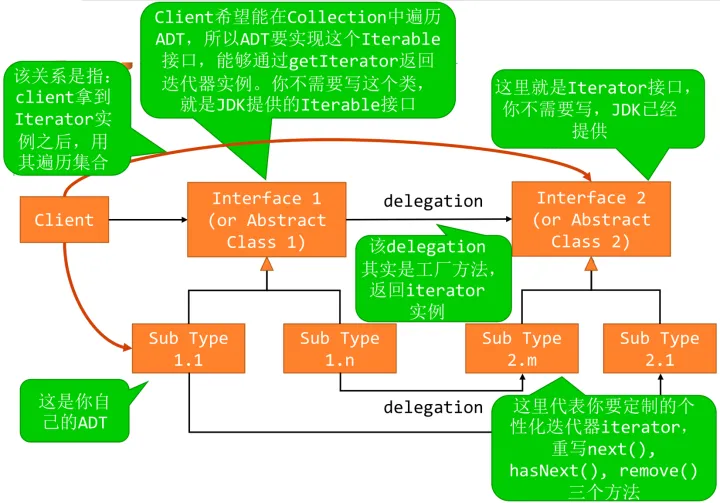 Client希望能在Collection中遍历
ADT，所以ADT要实现这个Iterable
接口，能够通过getIterator返回
迭代器实例。你不需要写这个类，
就是JDK提供的Iterable接口
该关系是指：
client拿到
Iterator实
例之后，用
其遍历集合
这里就是Iterator接口，
你不需要写，JDK已经
提供
Client
Interface 1
(or Abstract
Class 1)
delegation
Interface 2
(or Abstract
Class 2)
该delegation
其实是工厂方法，
返回iterator
实例
Sub Type
1.1
Sub Type
1.n
Sub Type
2.m
Sub Type
2.1
这是你自
己的ADT
delegation
这里代表你要定制的个
性化迭代器iterator，
重写next(),
hasNext(), remove()
三个方法